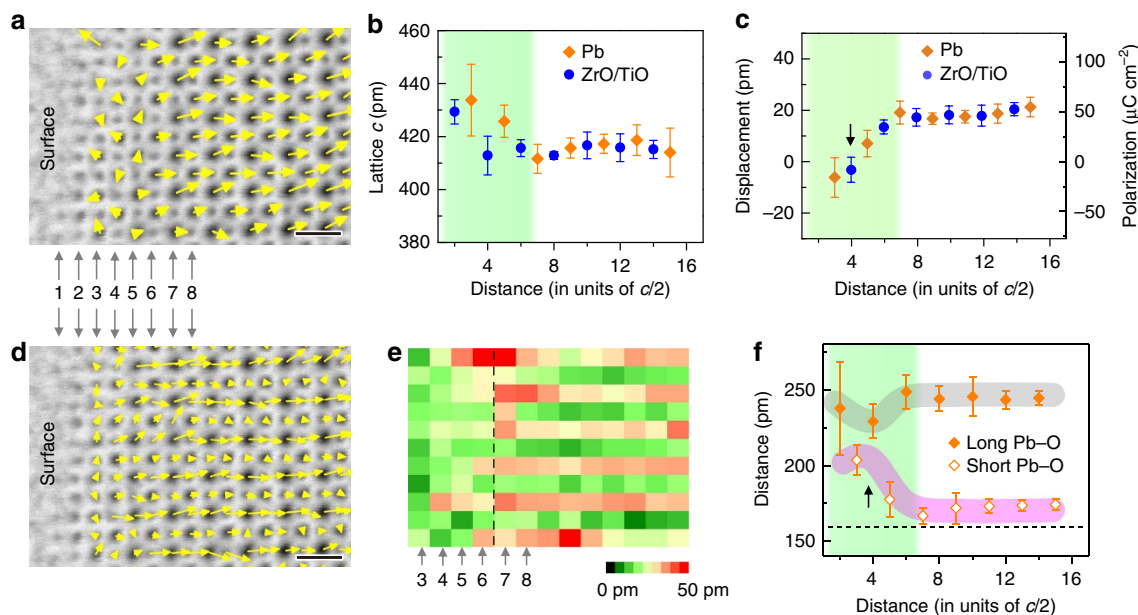 a
Surface
1 2 3 4 5 6 7 8
b
Lattice c (pm)
460
440
420
400
380
Pb
ZrO/TiO
4 8 12 16
Distance (in units of c/2)
c
Displacement (pm)
40
20
0
−20
Pb
ZrO/TiO
100
50
0
−50
Polarization (μC cm−2)
4 8 12 16
Distance (in units of c/2)
d
Surface
e
3 4 5 6 7 8
0 pm 50 pm
f
Distance (pm)
250
200
150
Long Pb–O
Short Pb–O
0 4 8 12 16
Distance (in units of c/2)